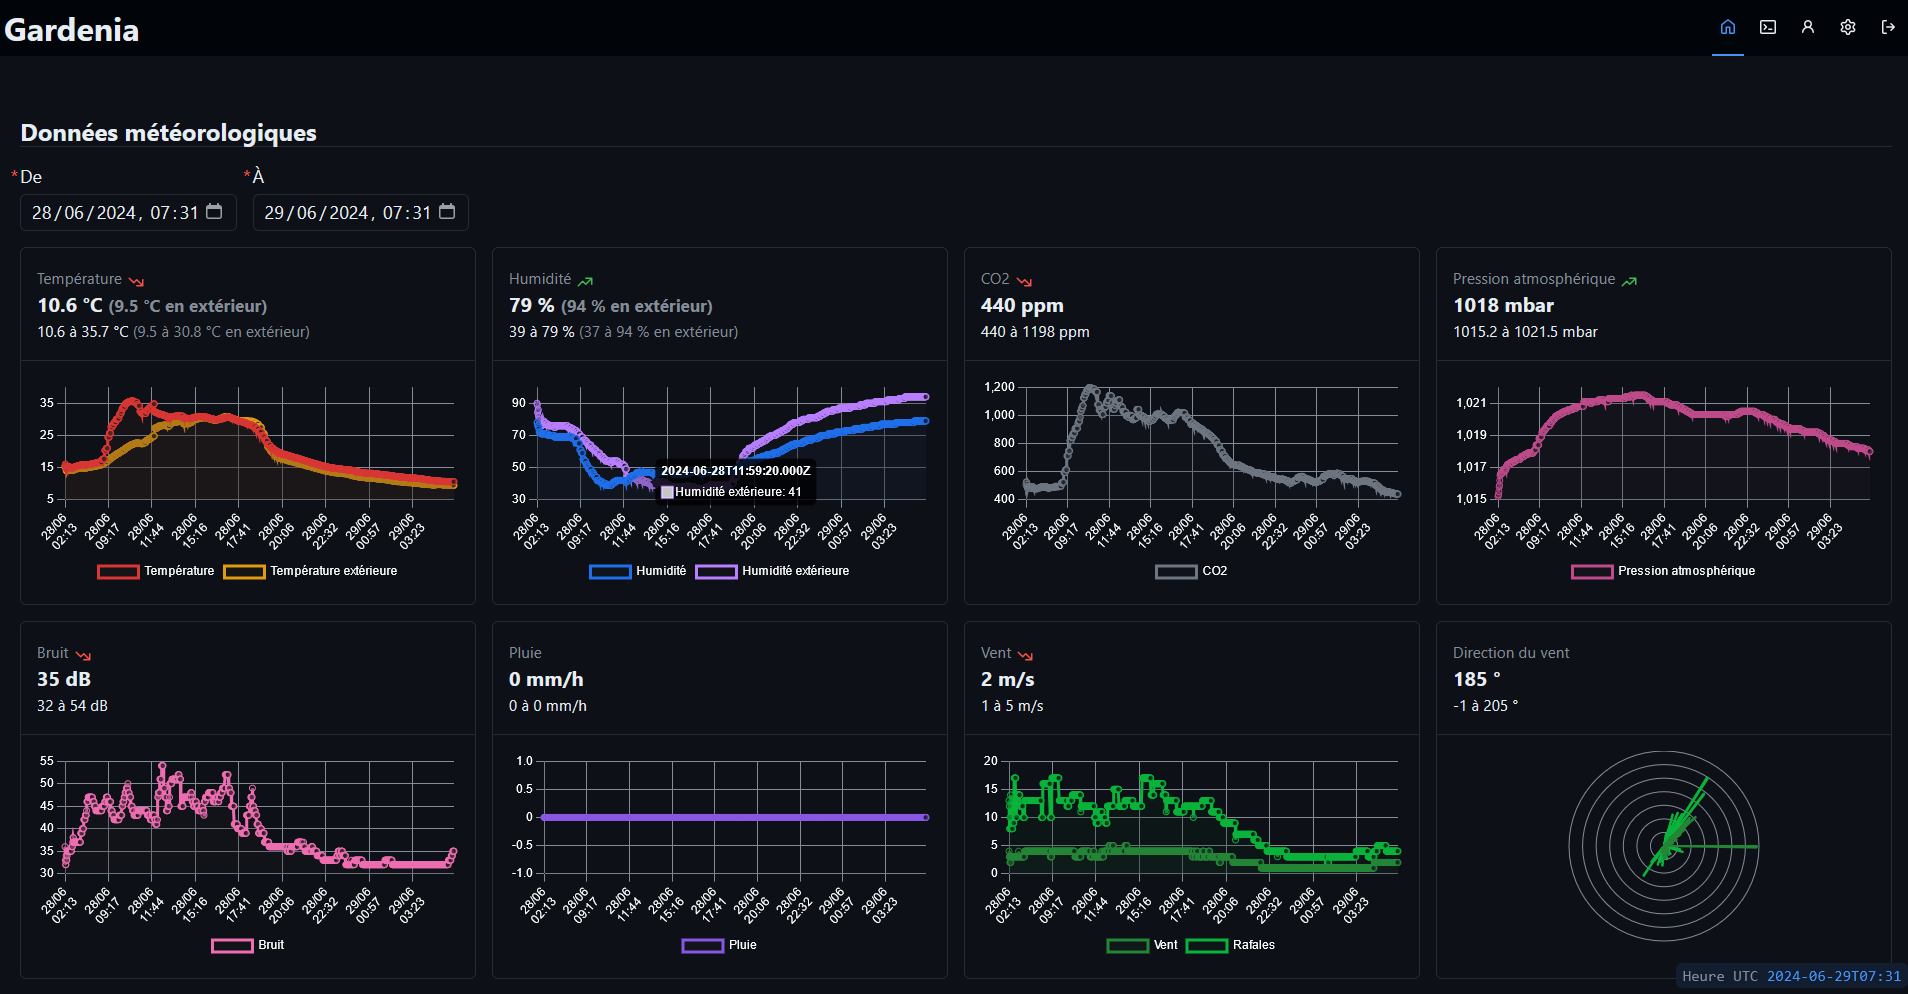 Gardenia
Données météorologiques
*De
*À
28/06/2024, 07:31
29/06/2024, 07:31
Température
10.6 °C (9.5 °C en extérieur)
10.6 à 35.7 °C (9.5 à 30.8 °C en extérieur)
35
25
15
5
28/06 02:13
28/06 09:17
28/06 11:44
28/06 15:16
28/06 17:41
28/06 20:06
28/06 22:32
29/06 00:57
29/06 03:23
Température
Température extérieure
Humidité
79 % (94 % en extérieur)
39 à 79 % (37 à 94 % en extérieur)
90
70
50
30
2024-06-28T11:59:20.000Z
Humidité extérieure: 41
28/06 02:13
28/06 09:17
28/06 11:44
28/06 15:16
28/06 17:41
28/06 20:06
28/06 22:32
29/06 00:57
29/06 03:23
Humidité
Humidité extérieure
CO2
440 ppm
440 à 1198 ppm
1,200
1,000
800
600
400
28/06 02:13
28/06 09:17
28/06 11:44
28/06 15:16
28/06 17:41
28/06 20:06
28/06 22:32
29/06 00:57
29/06 03:23
CO2
Pression atmosphérique
1018 mbar
1015.2 à 1021.5 mbar
1,021
1,019
1,017
1,015
28/06 02:13
28/06 09:17
28/06 11:44
28/06 15:16
28/06 17:41
28/06 20:06
28/06 22:32
29/06 00:57
29/06 03:23
Pression atmosphérique
Bruit
35 dB
32 à 54 dB
55
50
45
40
35
30
28/06 02:13
28/06 09:17
28/06 11:44
28/06 15:16
28/06 17:41
28/06 20:06
28/06 22:32
29/06 00:57
29/06 03:23
Bruit
Pluie
0 mm/h
0 à 0 mm/h
1.0
0.5
0
-0.5
-1.0
28/06 02:13
28/06 09:17
28/06 11:44
28/06 15:16
28/06 17:41
28/06 20:06
28/06 22:32
29/06 00:57
29/06 03:23
Pluie
Vent
2 m/s
1 à 5 m/s
20
15
10
5
0
28/06 02:13
28/06 09:17
28/06 11:44
28/06 15:16
28/06 17:41
28/06 20:06
28/06 22:32
29/06 00:57
29/06 03:23
Vent
Rafales
Direction du vent
185 °
-1 à 205 °
Heure UTC 2024-06-29T07:31